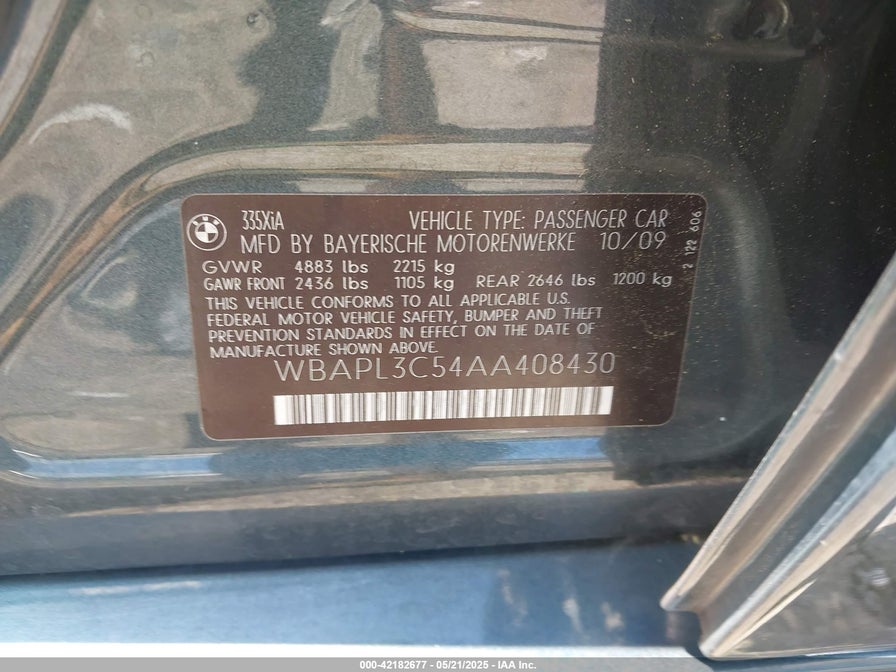 335XiA VEHICLE TYPE: PASSENGER CAR
MFD BY BAYERISCHE MOTORENWERKE 10/09
GVWR 4883 lbs 2215 kg
GAWR FRONT 2436 lbs 1105 kg REAR 2646 lbs 1200 kg
THIS VEHICLE CONFORMS TO ALL APPLICABLE U.S.
FEDERAL MOTOR VEHICLE SAFETY, BUMPER AND THEFT
PREVENTION STANDARDS IN EFFECT ON THE DATE OF
MANUFACTURE SHOWN ABOVE.
WBAPL3C54AA408430
2 122 606
000-42182677 - 05/21/2025 - IAA Inc.